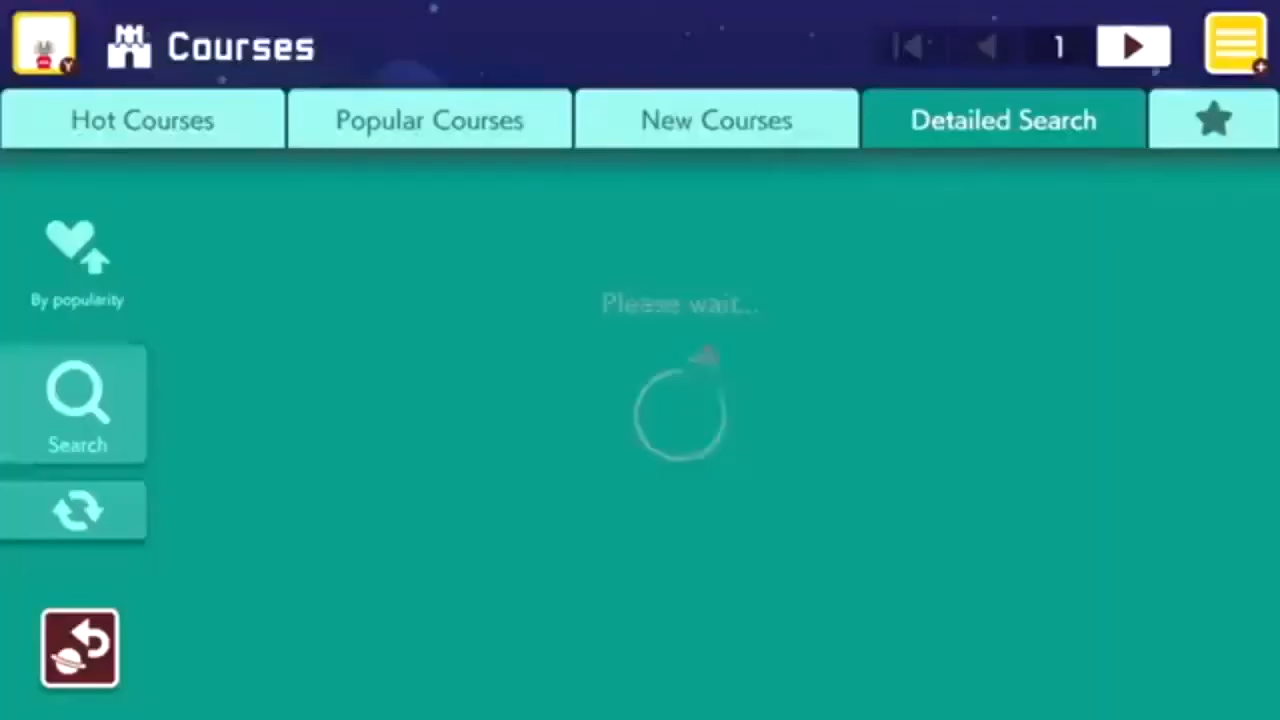 Courses
1
Y
+
Hot Courses
Popular Courses
New Courses
Detailed Search
By popularity
Please wait...
Search